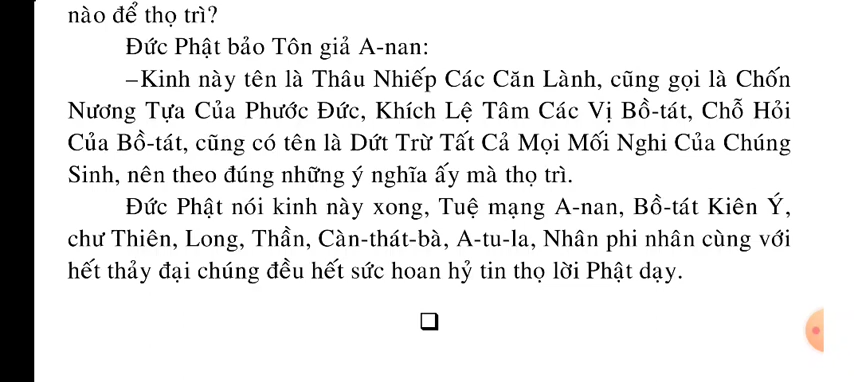 nào để thọ trì?
Đức Phật bảo Tôn giả A-nan:
–Kinh này tên là Thâu Nhiếp Các Căn Lành, cũng gọi là Chốn
Nương Tựa Của Phước Đức, Khích Lệ Tâm Các Vị Bồ-tát, Chỗ Hỏi
Của Bồ-tát, cũng có tên là Dứt Trừ Tất Cả Mọi Mối Nghi Của Chúng
Sinh, nên theo đúng những ý nghĩa ấy mà thọ trì.
Đức Phật nói kinh này xong, Tuệ mạng A-nan, Bồ-tát Kiên Ý,
chư Thiên, Long, Thần, Càn-thát-bà, A-tu-la, Nhân phi nhân cùng với
hết thảy đại chúng đều hết sức hoan hỷ tin thọ lời Phật dạy.